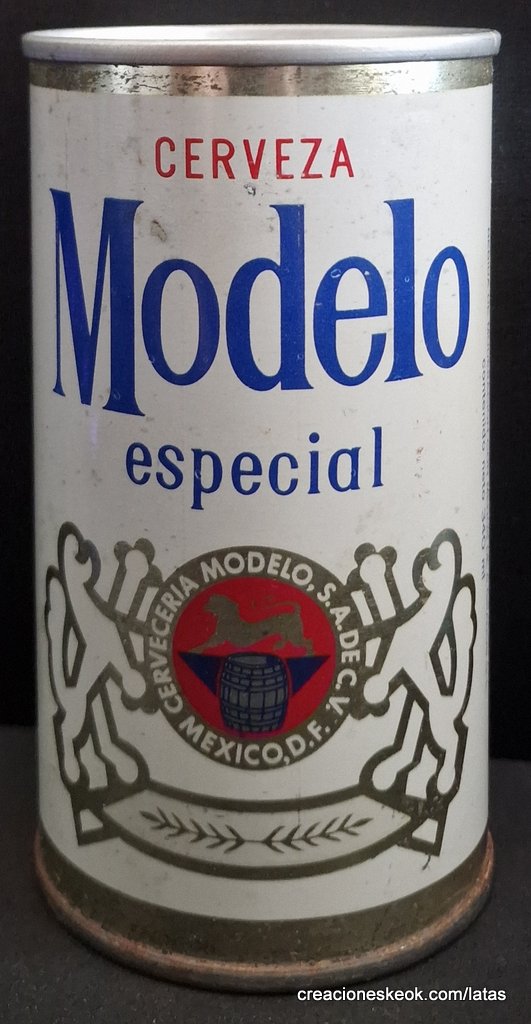 CERVEZA
Modelo
especial
CERVECERIA MODELO, S.A. DE C.V.
MEXICO, D.F.
creacioneskeok.com/latas